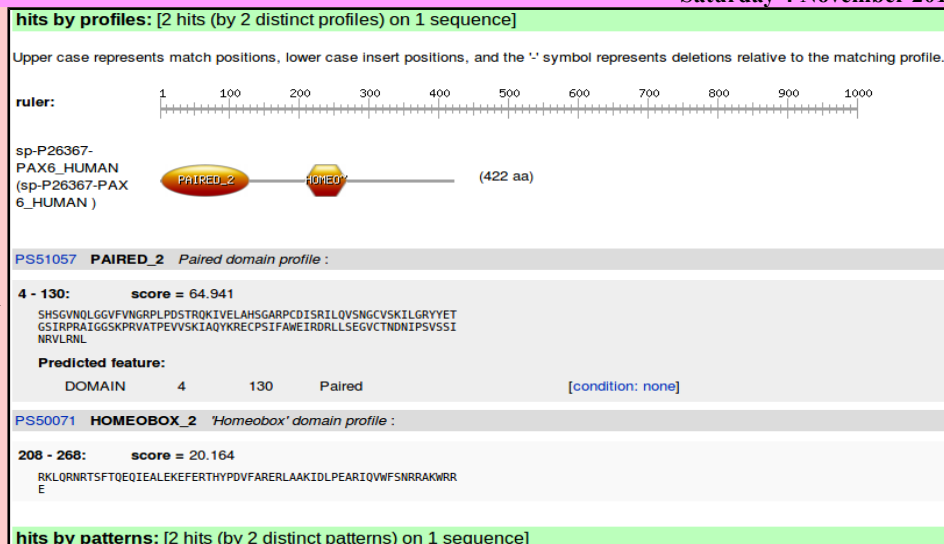 Saturday 4 November 201
hits by profiles: [2 hits (by 2 distinct profiles) on 1 sequence]
Upper case represents match positions, lower case insert positions, and the '-' symbol represents deletions relative to the matching profile.
ruler:
1 100 200 300 400 500 600 700 800 900 1000
sp-P26367-
PAX6_HUMAN
(sp-P26367-PAX
6_HUMAN )
PAIRED_2 HOMEO (422 aa)
PS51057 PAIRED_2 Paired domain profile :
4 - 130: score = 64.941
SHSGVNQLGGVFVNGRPLPDSTRQKIVELAHSGARPCDISRILQVSNGCVSKILGRYYET
GSIRPRAIGGSKPRVATPEVVSKIAQYKRECPSIFAWEIRDRLLSEGVCTNDNIPSVSSI
NRVLRNL
Predicted feature:
DOMAIN 4 130 Paired [condition: none]
PS50071 HOMEOBOX_2 'Homeobox' domain profile :
208 - 268: score = 20.164
RKLQRNRTSFTQEQIEALEKEFERTHYPDVFARERLAAKIDLPEARIQVWFSNRRAKWRR
E
hits by patterns: [2 hits (by 2 distinct patterns) on 1 sequence]